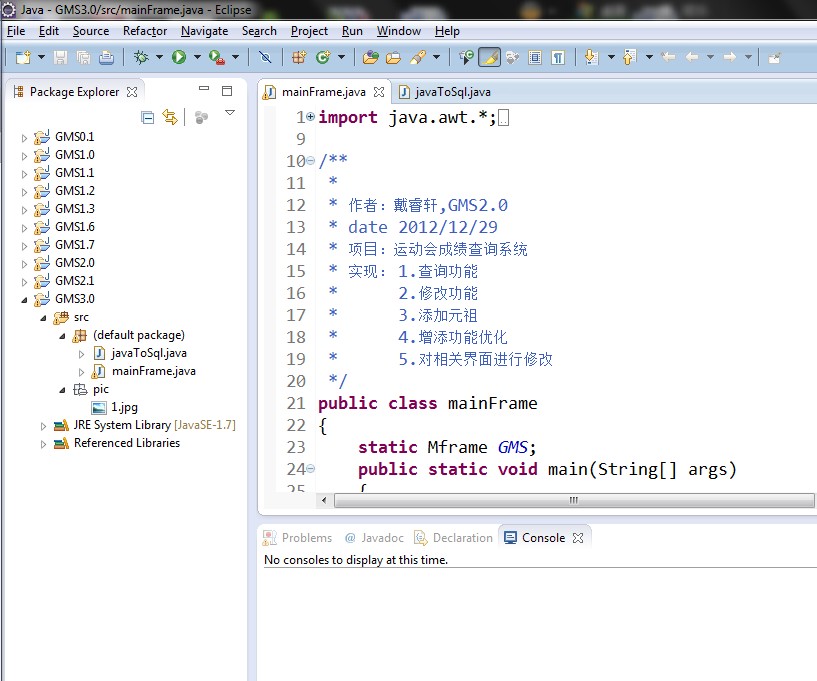 Java - GMS3.0/src/mainFrame.java - Eclipse
File Edit Source Refactor Navigate Search Project Run Window Help
Package Explorer
GMS0.1
GMS1.0
GMS1.1
GMS1.2
GMS1.3
GMS1.6
GMS1.7
GMS2.0
GMS2.1
GMS3.0
src
(default package)
javaToSql.java
mainFrame.java
pic
1.jpg
JRE System Library [JavaSE-1.7]
Referenced Libraries
mainFrame.java javaToSql.java
1 import java.awt.*;
9
10 /**
11 *
12 * 作者：戴睿轩,GMS2.0
13 * date 2012/12/29
14 * 项目：运动会成绩查询系统
15 * 实现：1.查询功能
16 * 2.修改功能
17 * 3.添加元祖
18 * 4.增添功能优化
19 * 5.对相关界面进行修改
20 */
21 public class mainFrame
22 {
23 static Mframe GMS;
24 public static void main(String[] args)
25 {
Problems @ Javadoc Declaration Console
No consoles to display at this time.